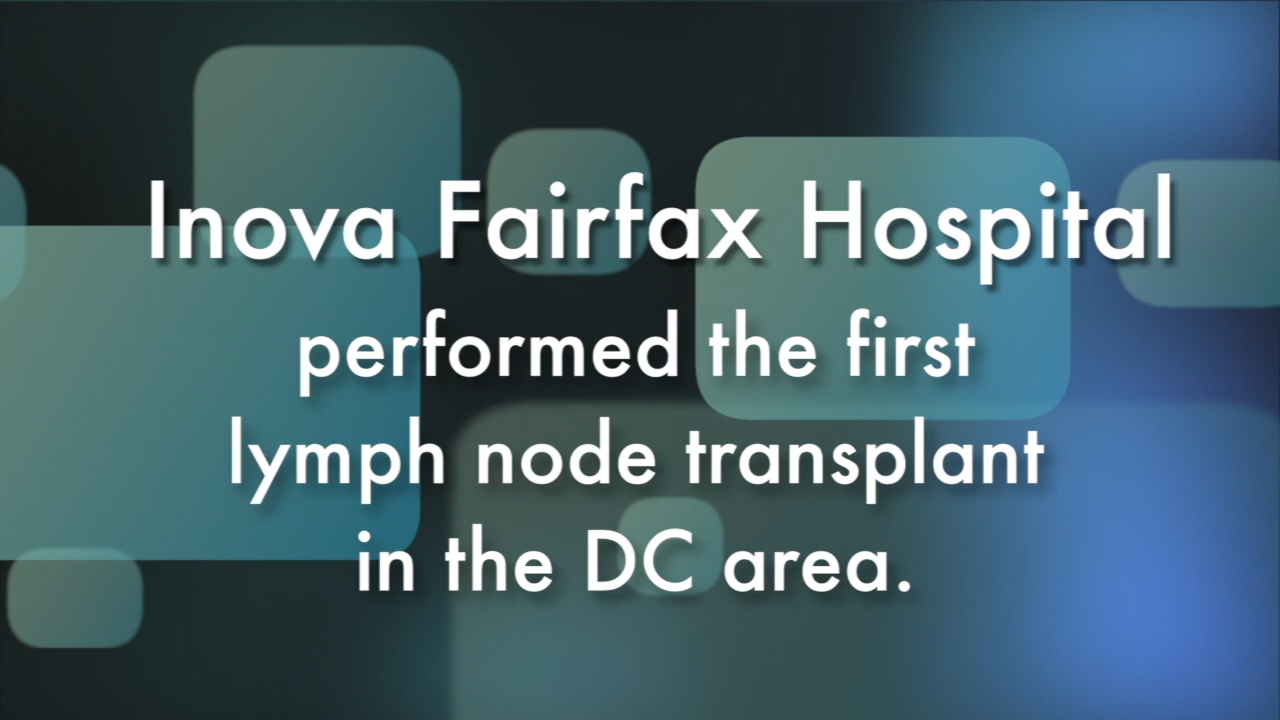 Inova Fairfax Hospital
performed the first
lymph node transplant
in the DC area.